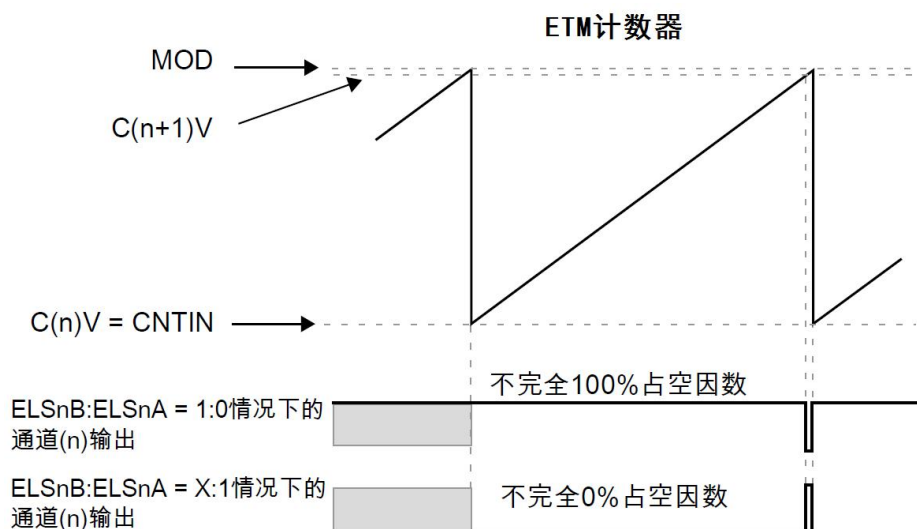 ETM计数器
MOD
C(n+1)V
C(n)V = CNTIN
不完全100%占空因数
ELSnB:ELSnA = 1:0情况下的
通道(n)输出
ELSnB:ELSnA = X:1情况下的
通道(n)输出
不完全0%占空因数